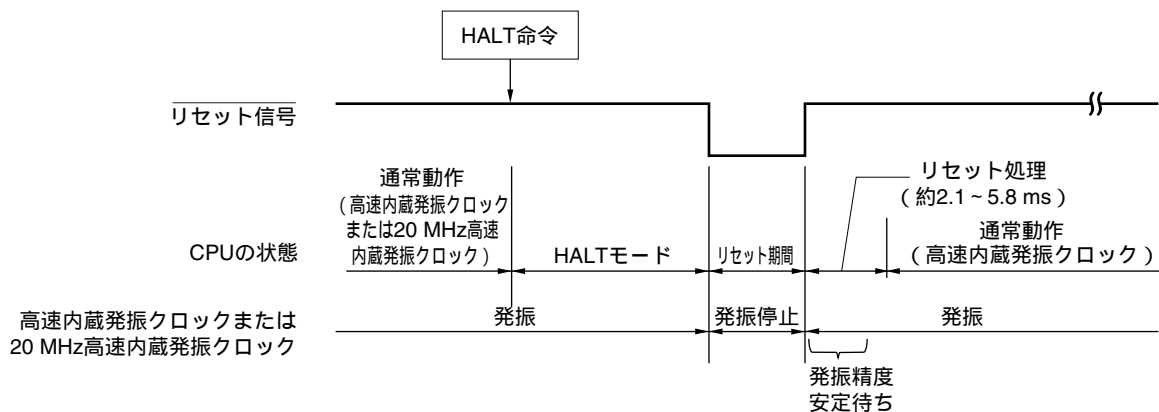 HALT命令
リセット信号
リセット処理
（約2.1～5.8 ms）
通常動作
（高速内蔵発振クロック
または20 MHz高速
内蔵発振クロック）
通常動作
（高速内蔵発振クロック）
CPUの状態
HALTモード
リセット期間
高速内蔵発振クロックまたは
20 MHz高速内蔵発振クロック
発振
発振停止
発振
発振精度
安定待ち